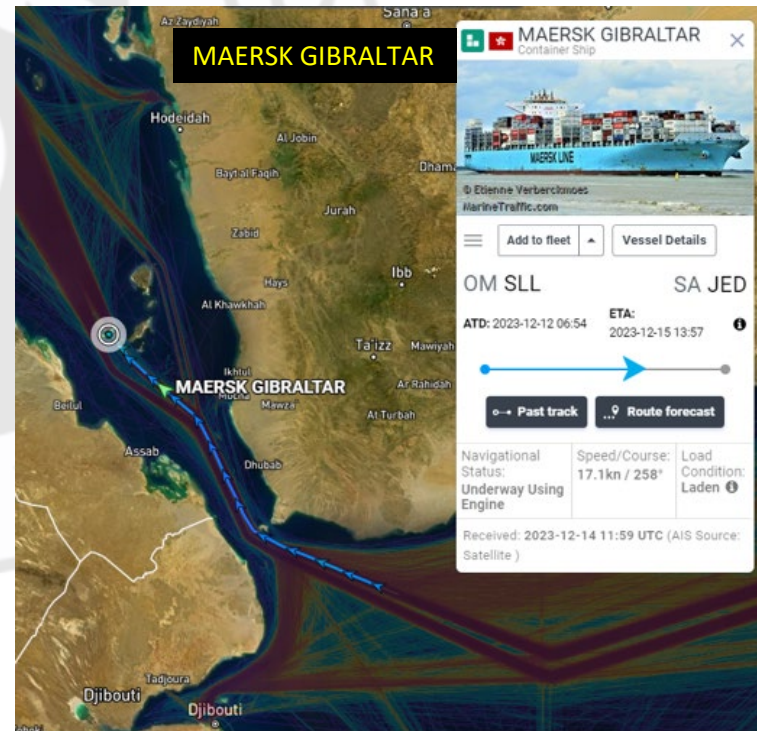 Az Zaydiyah
Sana'a
MAERSK GIBRALTAR
Hodeidah
Al Jobin
Bayt al Faqih
Dhama
Jurah
Zabid
Ibb
Hays
Al Khawkhah
Ta'izz
Mawiyah
Ikhtul
MAERSK GIBRALTAR
Mocha
Mawza
Ar Rahidah
Beilul
At Turbah
Assab
Dhubab
Tadjoura
Djibouti
Djibouti
MAERSK GIBRALTAR
Container Ship
MAERSK LINE
© Etienne Verberckmoes
MarineTraffic.com
Add to fleet
Vessel Details
OM SLL
SA JED
ATD: 2023-12-12 06:54
ETA:
2023-12-15 13:57
Past track
Route forecast
Navigational
Status:
Underway Using
Engine
Speed/Course:
17.1kn / 258°
Load
Condition:
Laden
Received: 2023-12-14 11:59 UTC (AIS Source:
Satellite )